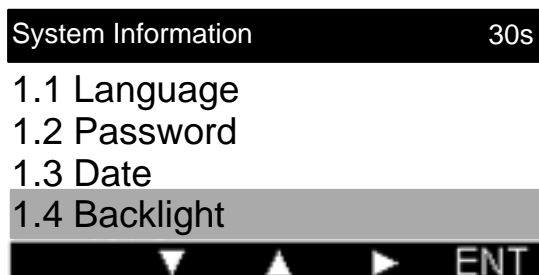 System Information 30s
1.1 Language
1.2 Password
1.3 Date
1.4 Backlight
▼ ▲ ► ENT